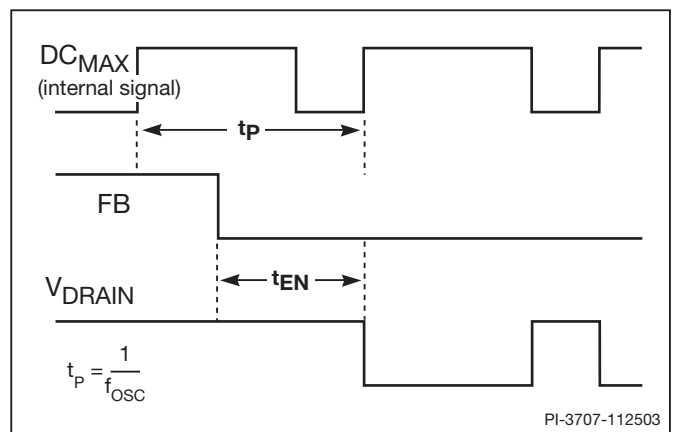 DCMAX
(internal signal)
tP
FB
tEN
VDRAIN
tP = 1/fOSC
PI-3707-112503